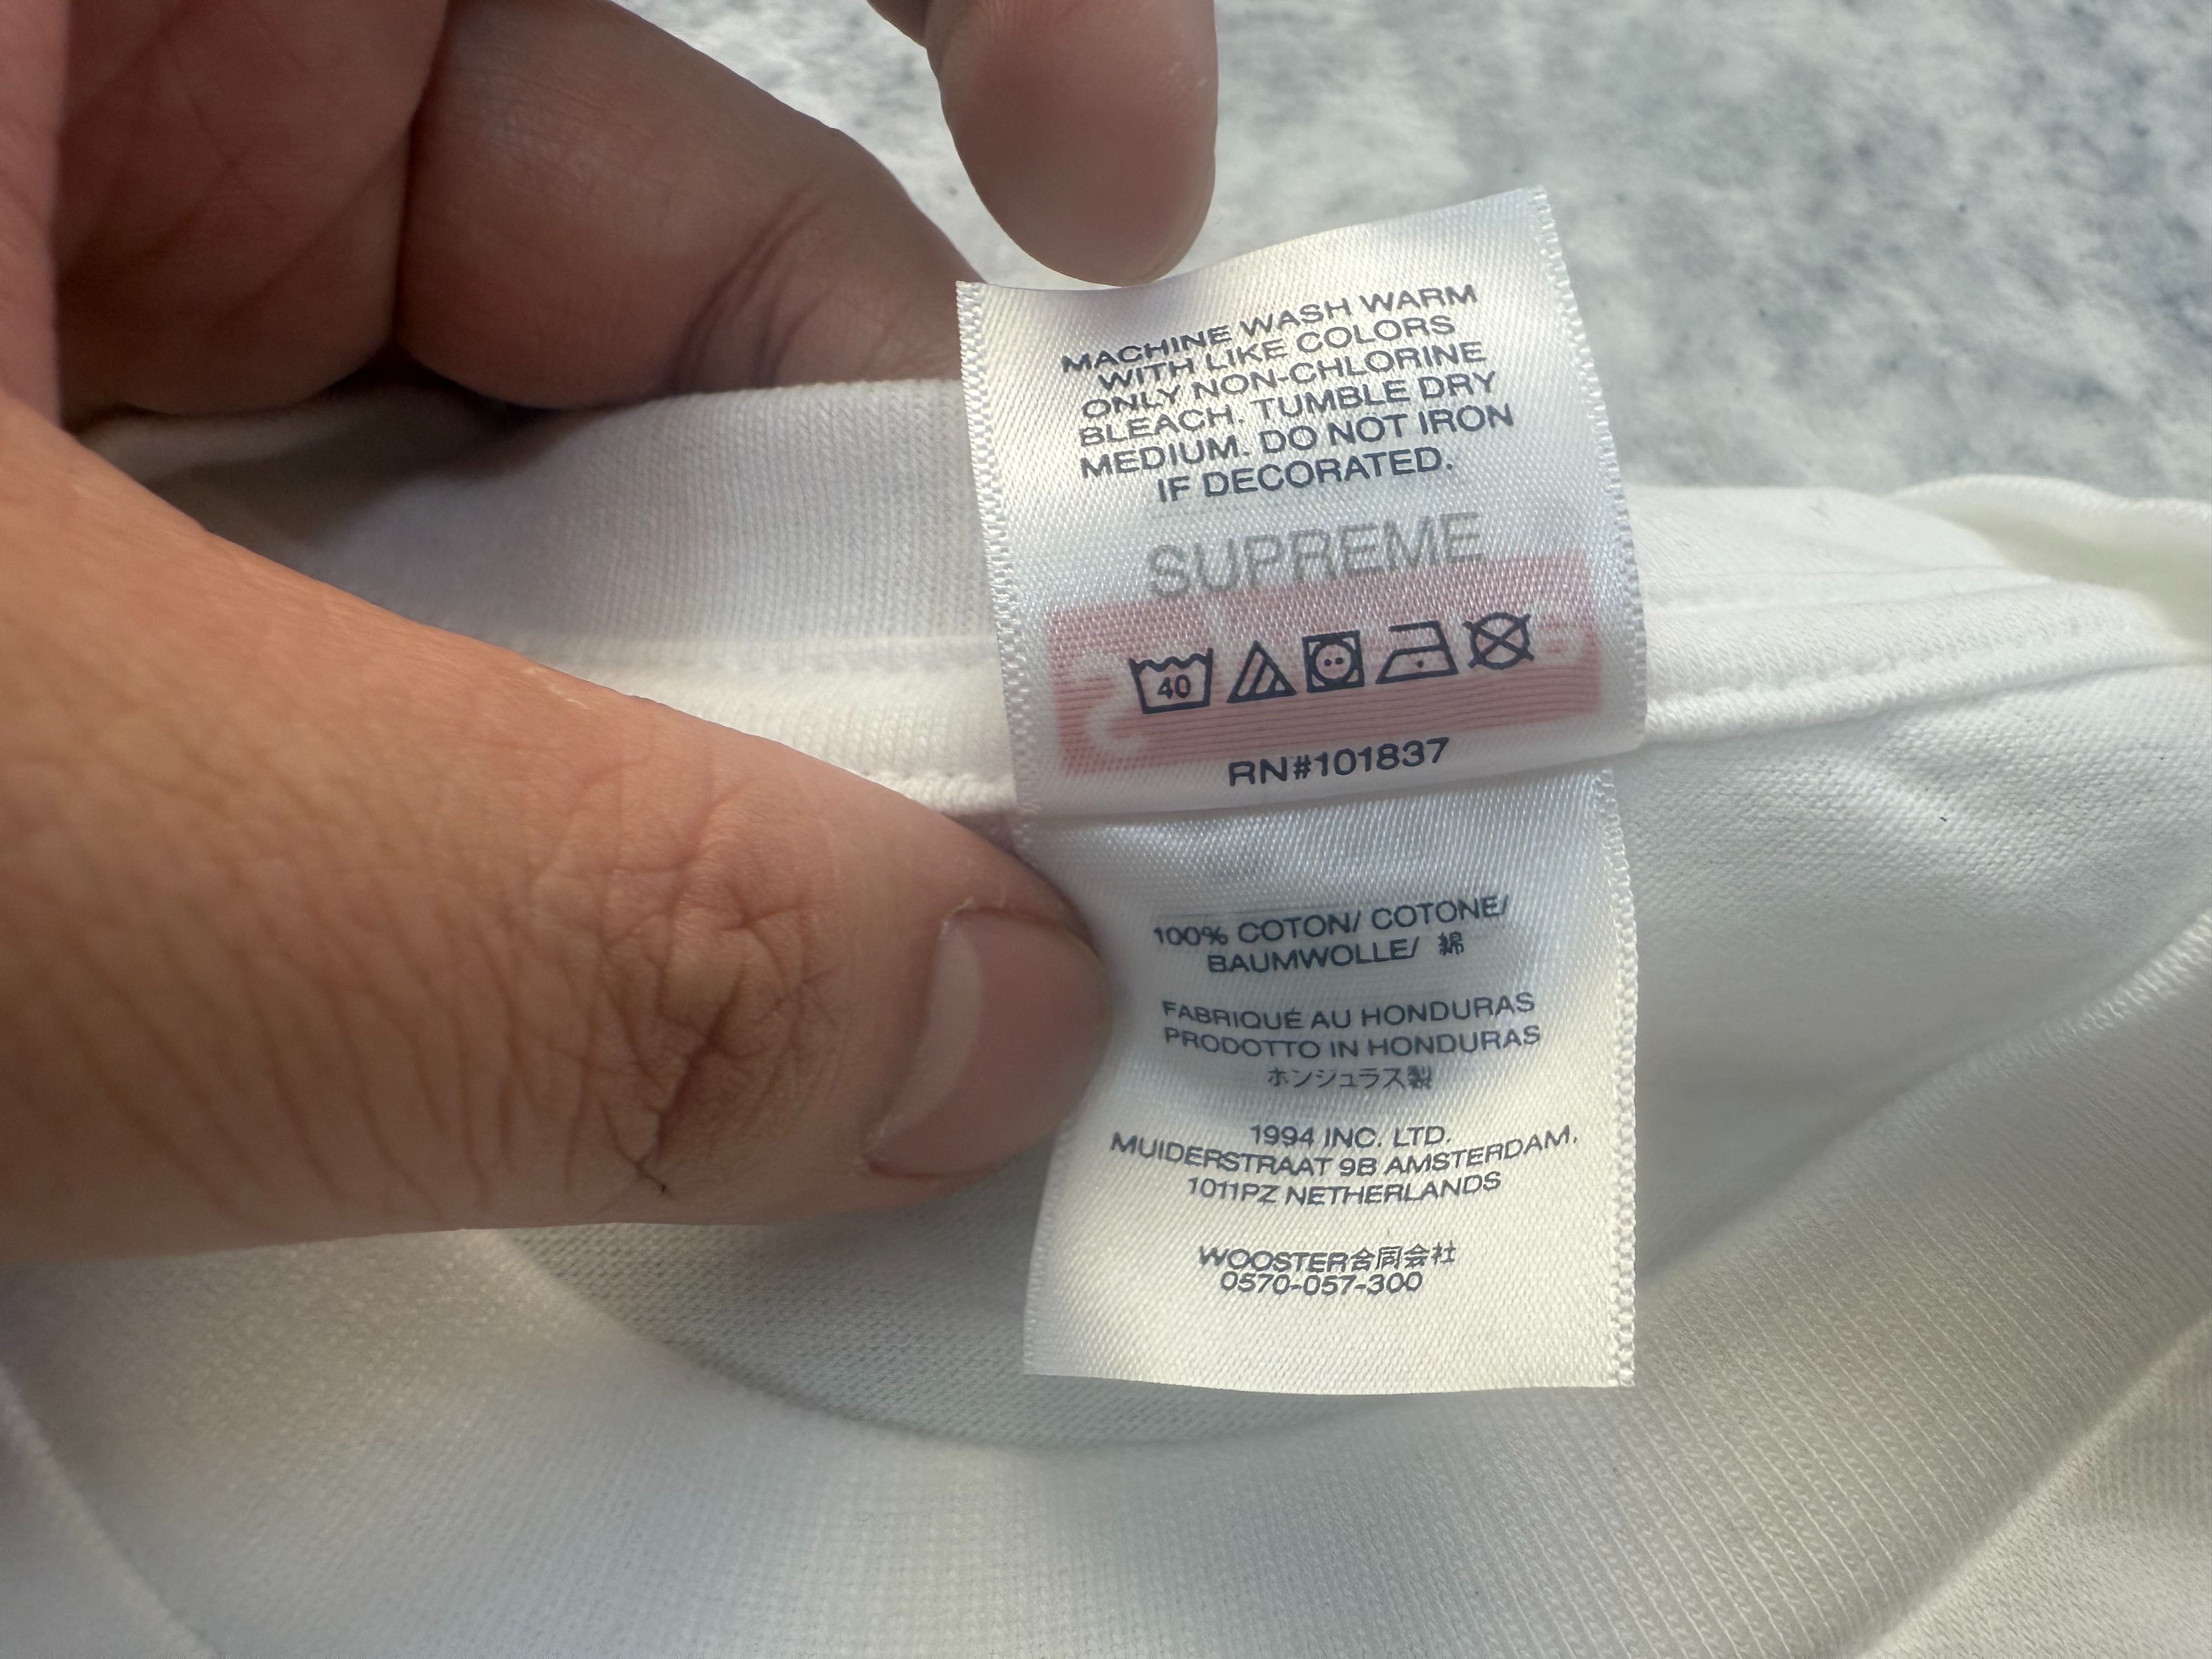 MACHINE WASH WARM
WITH LIKE COLORS
ONLY NON-CHLORINE
BLEACH. TUMBLE DRY
MEDIUM. DO NOT IRON
IF DECORATED.
SUPREME
40
RN#101837
100% COTON/ COTONE/
BAUMWOLLE/ 綿
FABRIQUÉ AU HONDURAS
PRODOTTO IN HONDURAS
ホンジュラス製
1994 INC. LTD.
MUIDERSTRAAT 9B AMSTERDAM,
1011PZ NETHERLANDS
WOOSTER合同会社
0570-057-300